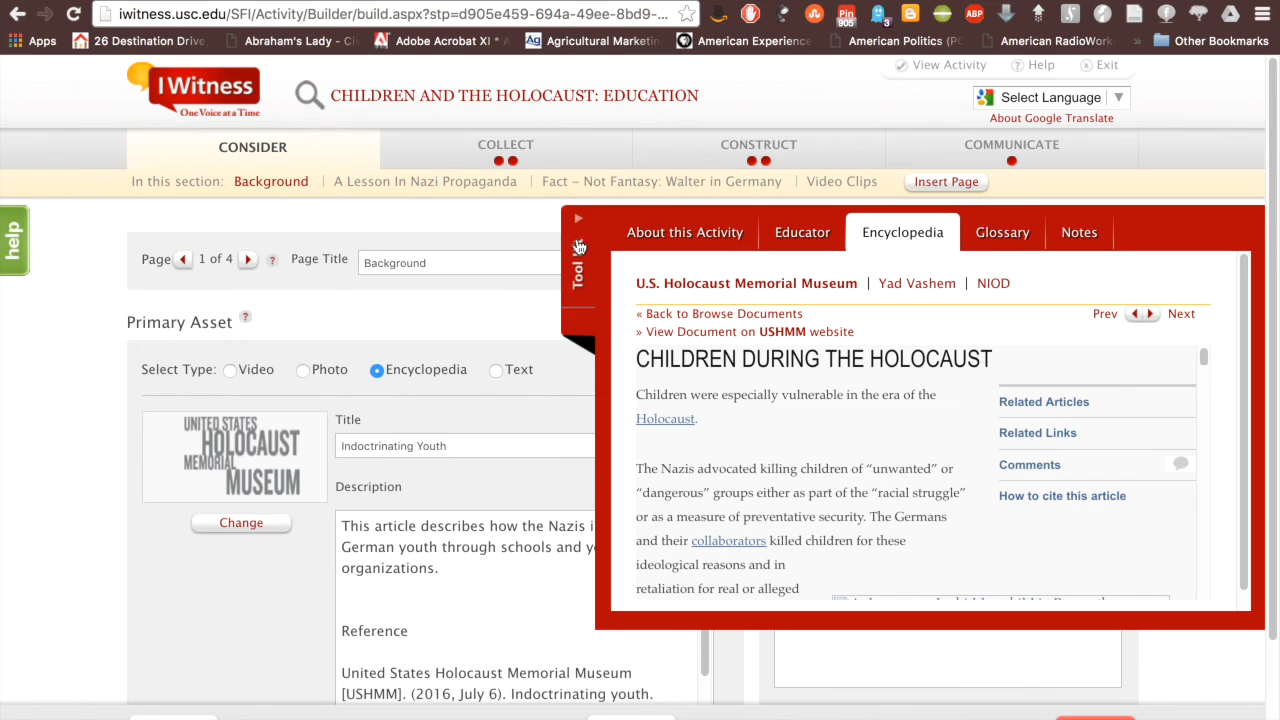 iwitness.usc.edu/SFI/Activity/Builder/build.aspx?stp=d905e459-694a-49ee-8bd9-...
Pin
905
3
ABP
Apps
26 Destination Drive,
Abraham's Lady - Ci
Adobe Acrobat XI *
Ag
Agricultural Marketin
American Experience
American Politics (PO
American RadioWork
»
Other Bookmarks
I Witness
One Voice at a Time
CHILDREN AND THE HOLOCAUST: EDUCATION
View Activity
? Help
Exit
Select Language ▼
About Google Translate
CONSIDER
COLLECT
CONSTRUCT
COMMUNICATE
In this section: Background | A Lesson In Nazi Propaganda | Fact - Not Fantasy: Walter in Germany | Video Clips
Insert Page
help
Page 1 of 4 ? Page Title Background
Primary Asset ?
Select Type: Video Photo Encyclopedia Text
UNITED STATES
HOLOCAUST
MEMORIAL
MUSEUM
Change
Title
Indoctrinating Youth
Description
This article describes how the Nazis i
German youth through schools and y
organizations.
Reference
United States Holocaust Memorial Museum
[USHMM]. (2016, July 6). Indoctrinating youth.
Tool
About this Activity
Educator
Encyclopedia
Glossary
Notes
U.S. Holocaust Memorial Museum | Yad Vashem | NIOD
« Back to Browse Documents
Prev Next
» View Document on USHMM website
CHILDREN DURING THE HOLOCAUST
Children were especially vulnerable in the era of the
Holocaust.
The Nazis advocated killing children of “unwanted” or
“dangerous” groups either as part of the “racial struggle”
or as a measure of preventative security. The Germans
and their collaborators killed children for these
ideological reasons and in
retaliation for real or alleged
Related Articles
Related Links
Comments
How to cite this article